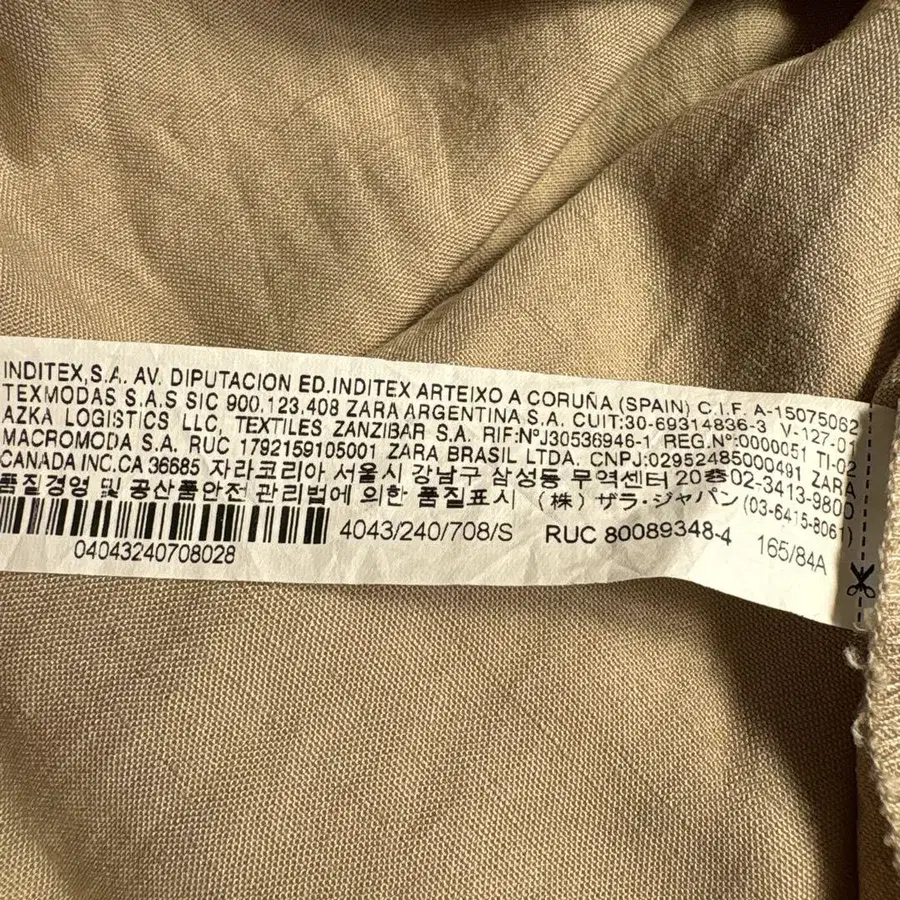 INDITEX,S.A. AV. DIPUTACION ED.INDITEX ARTEIXO A CORUÑA (SPAIN) C.I.F. A-15075062
TEXMODAS S.A.S SIC 900.123.408 ZARA ARGENTINA S.A. CUIT:30-69314836-3 V-127-01
AZKA LOGISTICS LLC, TEXTILES ZANZIBAR S.A. RIF:NºJ30536946-1 REG.Nº:0000051 TI-02
MACROMODA S.A. RUC 1792159105001 ZARA BRASIL LTDA, CNPJ:02952485000491 ZARA
CANADA INC.CA 36685 자라코리아 서울시 강남구 삼성동 무역센터 20층02-3413-9800
품질경영 및 공산품안전 관리법에 의한 품질표시 (株) ザラ・ジャパン (03-6415-8061)
4043/240/708/S RUC 80089348-4 165/84A
04043240708028